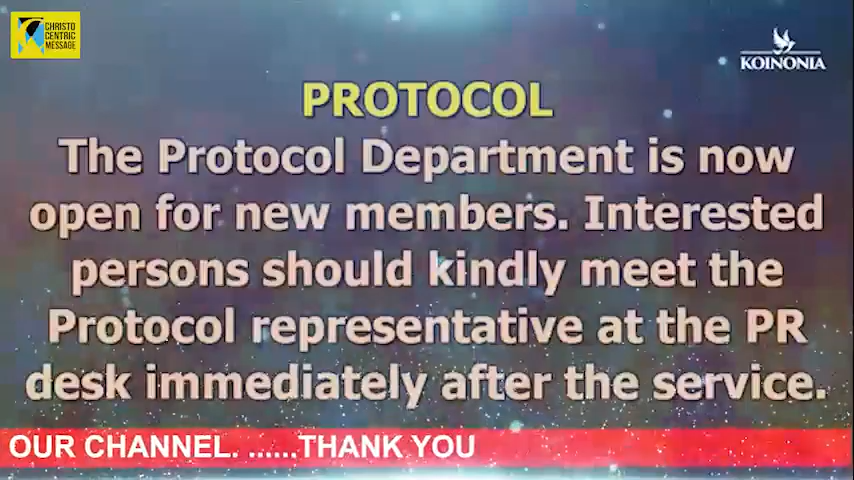 CHRISTO
CENTRIC
MESSAGE
KOINONIA
PROTOCOL
The Protocol Department is now
open for new members. Interested
persons should kindly meet the
Protocol representative at the PR
desk immediately after the service.
OUR CHANNEL. ......THANK YOU